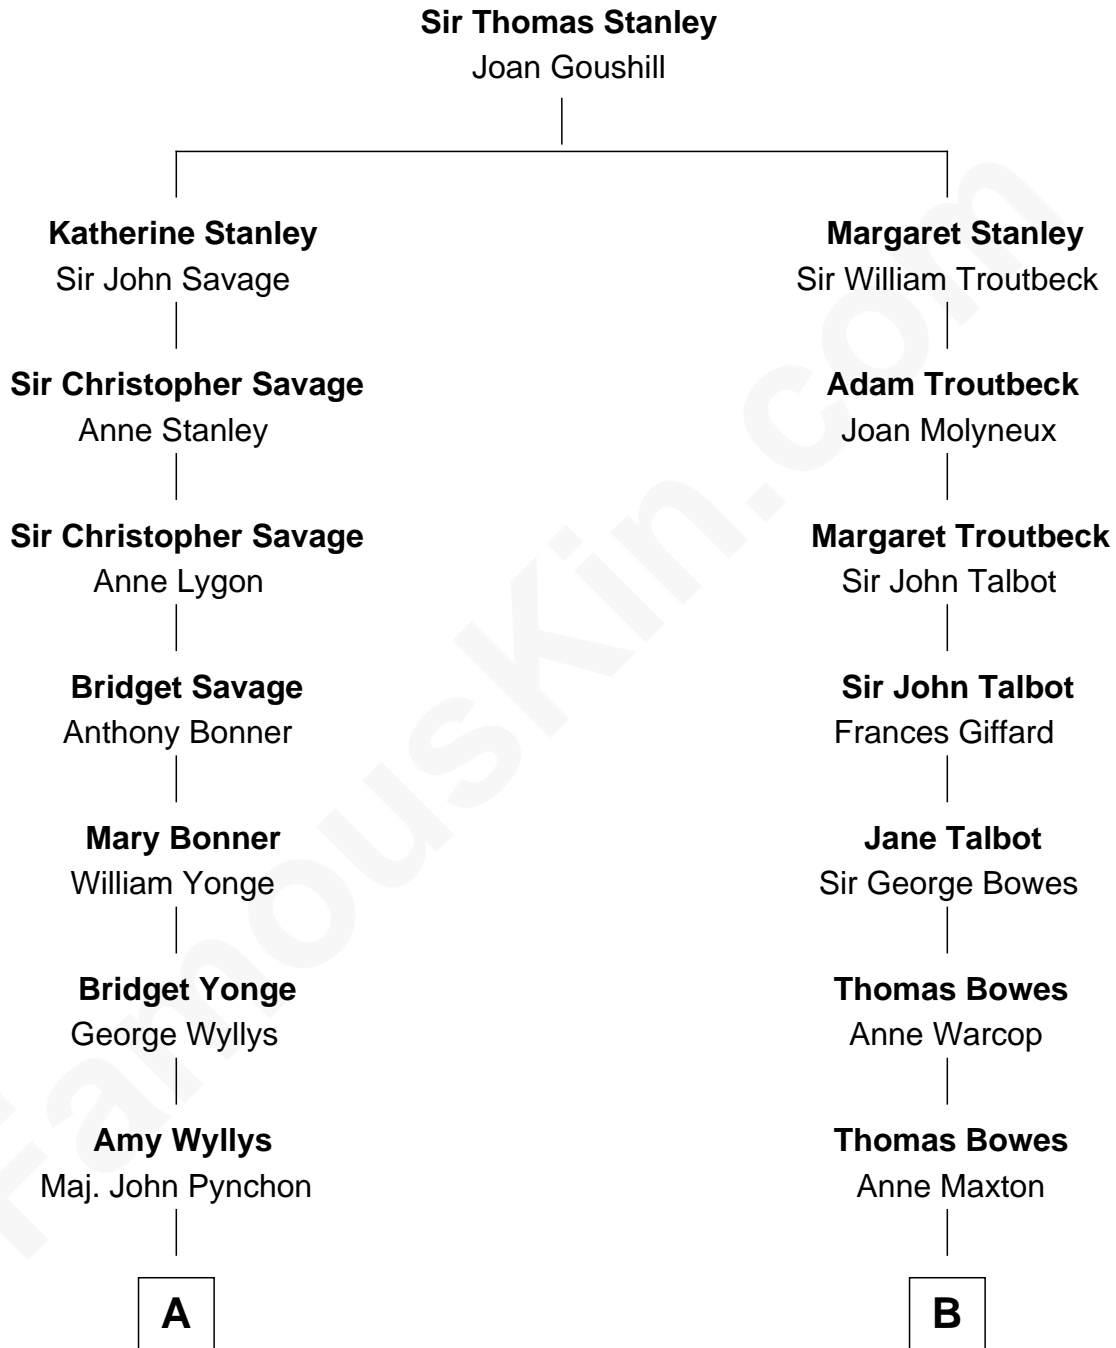 Sir Thomas Stanley
Joan Goushill
Katherine Stanley
Sir John Savage
Margaret Stanley
Sir William Troutbeck
Sir Christopher Savage
Anne Stanley
Adam Troutbeck
Joan Molyneux
Sir Christopher Savage
Anne Lygon
Margaret Troutbeck
Sir John Talbot
Bridget Savage
Anthony Bonner
Sir John Talbot
Frances Giffard
Mary Bonner
William Yonge
Jane Talbot
Sir George Bowes
Bridget Yonge
George Wyllys
Thomas Bowes
Anne Warcop
Amy Wyllys
Maj. John Pynchon
Thomas Bowes
Anne Maxton
A
B
FamousKin.com